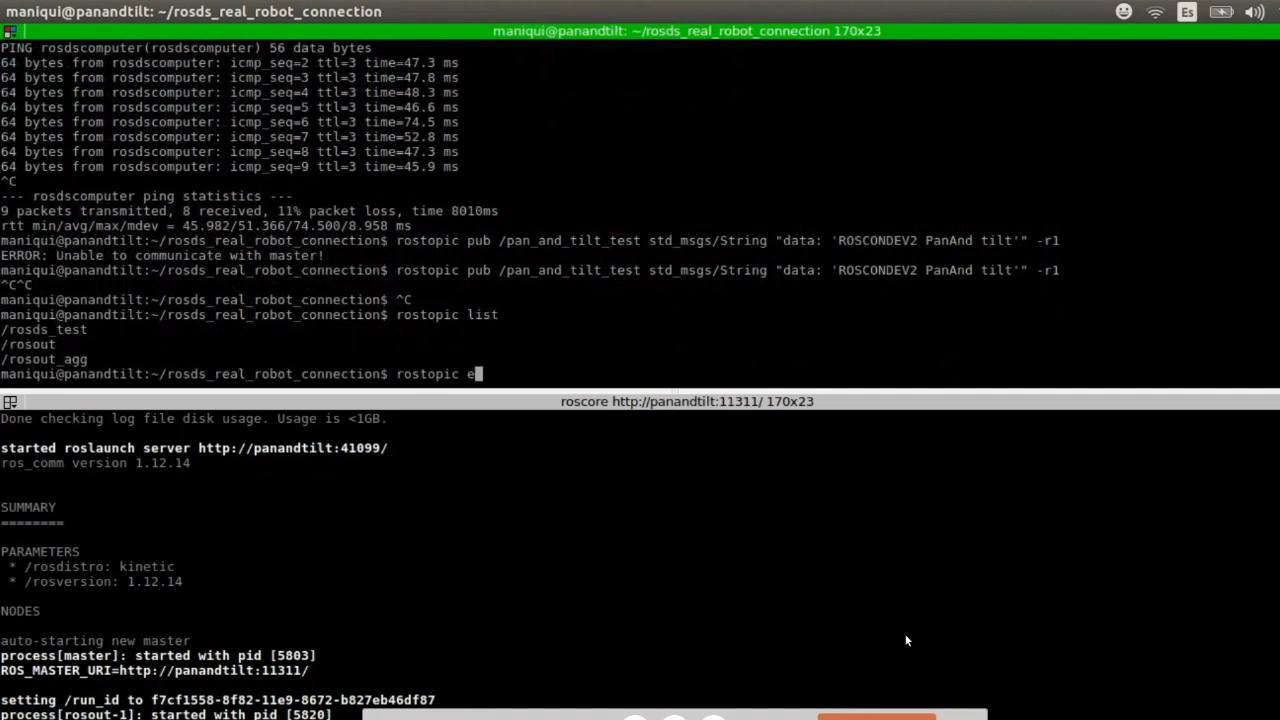 maniqui@panandtilt: ~/rosds_real_robot_connection
Es
maniqui@panandtilt: ~/rosds_real_robot_connection 170x23
PING rosdscomputer(rosdscomputer) 56 data bytes
64 bytes from rosdscomputer: icmp_seq=2 ttl=3 time=47.3 ms
64 bytes from rosdscomputer: icmp_seq=3 ttl=3 time=47.8 ms
64 bytes from rosdscomputer: icmp_seq=4 ttl=3 time=48.3 ms
64 bytes from rosdscomputer: icmp_seq=5 ttl=3 time=46.6 ms
64 bytes from rosdscomputer: icmp_seq=6 ttl=3 time=74.5 ms
64 bytes from rosdscomputer: icmp_seq=7 ttl=3 time=52.8 ms
64 bytes from rosdscomputer: icmp_seq=8 ttl=3 time=47.3 ms
64 bytes from rosdscomputer: icmp_seq=9 ttl=3 time=45.9 ms
^C
--- rosdscomputer ping statistics ---
9 packets transmitted, 8 received, 11% packet loss, time 8010ms
rtt min/avg/max/mdev = 45.982/51.366/74.500/8.958 ms
maniqui@panandtilt:~/rosds_real_robot_connection$ rostopic pub /pan_and_tilt_test std_msgs/String "data: 'ROSCONDEV2 PanAnd tilt'" -r1
ERROR: Unable to communicate with master!
maniqui@panandtilt:~/rosds_real_robot_connection$ rostopic pub /pan_and_tilt_test std_msgs/String "data: 'ROSCONDEV2 PanAnd tilt'" -r1
^C^C
maniqui@panandtilt:~/rosds_real_robot_connection$ ^C
maniqui@panandtilt:~/rosds_real_robot_connection$ rostopic list
/rosds_test
/rosout
/rosout_agg
maniqui@panandtilt:~/rosds_real_robot_connection$ rostopic e
roscore http://panandtilt:11311/ 170x23
Done checking log file disk usage. Usage is <1GB.
started roslaunch server http://panandtilt:41099/
ros_comm version 1.12.14
SUMMARY
========
PARAMETERS
* /rosdistro: kinetic
* /rosversion: 1.12.14
NODES
auto-starting new master
process[master]: started with pid [5803]
ROS_MASTER_URI=http://panandtilt:11311/
setting /run_id to f7cf1558-8f82-11e9-8672-b827eb46df87
process[rosout-1]: started with pid [5820]